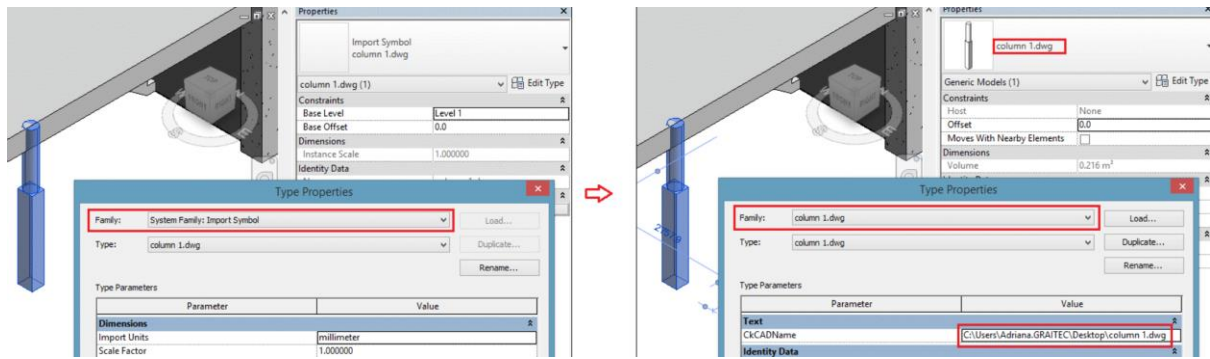 Properties
Import Symbol
column 1.dwg
column 1.dwg (1)
Edit Type
Constraints
Base Level Level 1
Base Offset 0.0
Dimensions
Instance Scale 1.000000
Identity Data
TOP
Type Properties
Family: System Family: Import Symbol Load...
Type: column 1.dwg Duplicate...
Rename...
Type Parameters
Parameter Value
Dimensions
Import Units millimeter
Scale Factor 1.000000
Properties
column 1.dwg
Generic Models (1) Edit Type
Constraints
Host None
Offset 0.0
Moves With Nearby Elements
Dimensions
Volume 0.216 m³
Type Properties
Family: column 1.dwg Load...
Type: column 1.dwg Duplicate...
Rename...
Type Parameters
Parameter Value
Text
CkCADName C:\Users\Adriana.GRAITEC\Desktop\column 1.dwg
Identity Data